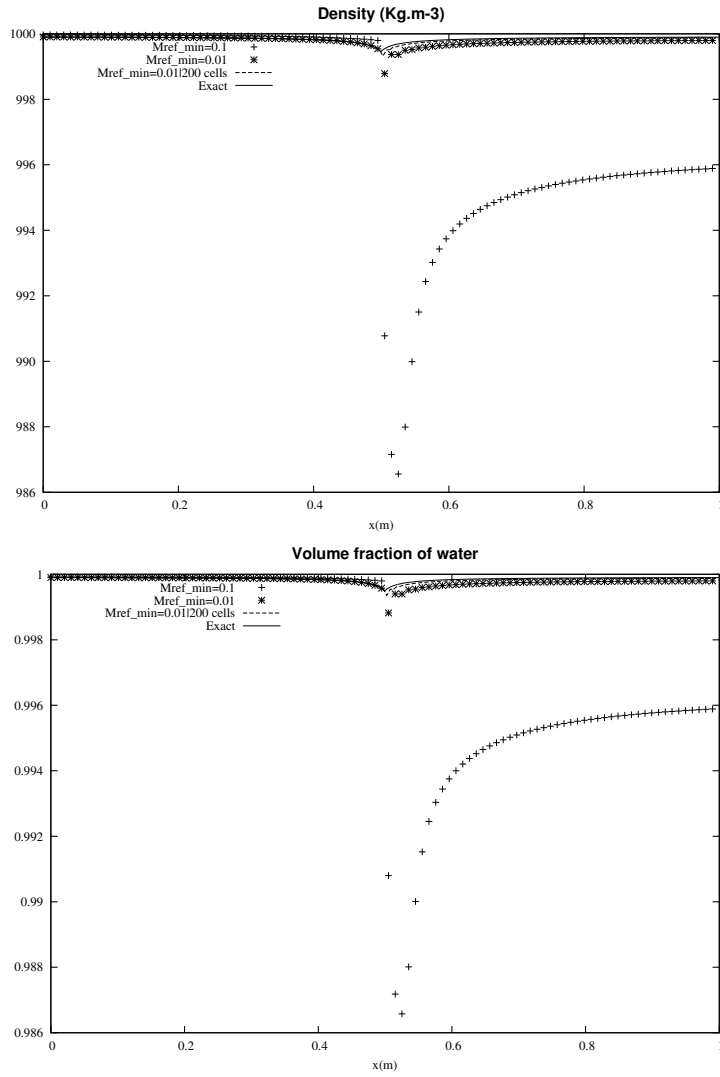 Density (Kg.m-3)
1000
998
996
994
992
990
988
986
Mref_min=0.1
Mref_min=0.01
Mref_min=0.01|200 cells
Exact
0
0.2
0.4
0.6
0.8
1
x(m)
Volume fraction of water
1
0.998
0.996
0.994
0.992
0.99
0.988
0.986
Mref_min=0.1
Mref_min=0.01
Mref_min=0.01|200 cells
Exact
0
0.2
0.4
0.6
0.8
1
x(m)